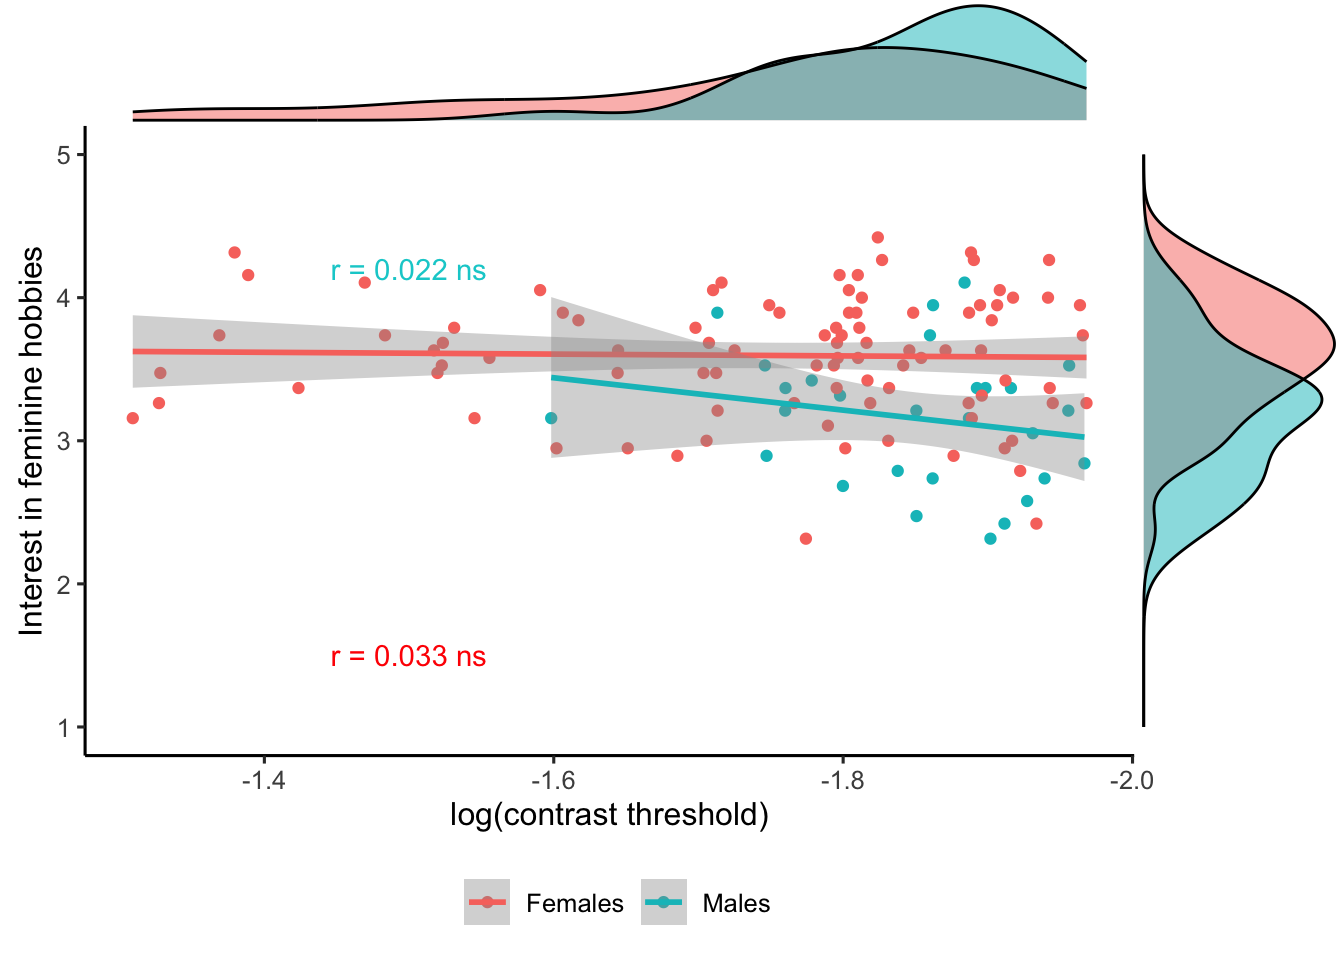 5
r = 0.022 ns
4
Interest in feminine hobbies
3
2
r = 0.033 ns
1
-1.4 -1.6 -1.8 -2.0
log(contrast threshold)
Females Males